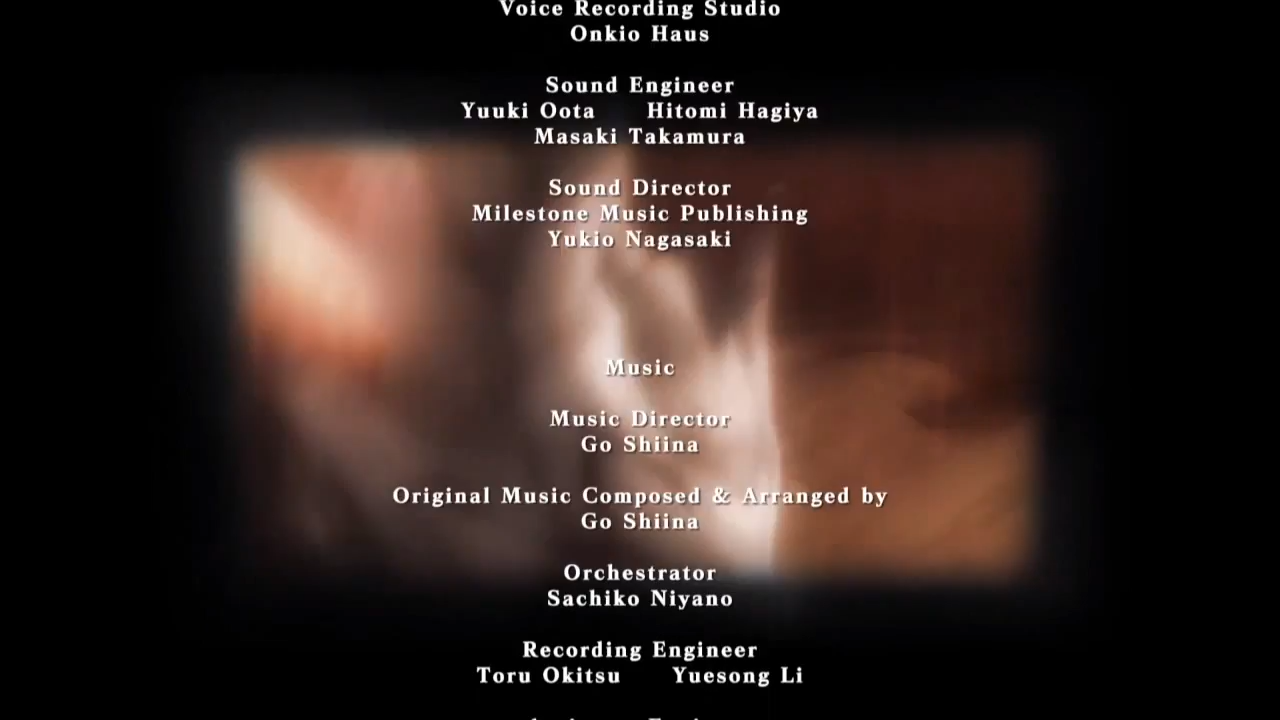 Voice Recording Studio
Onkio Haus
Sound Engineer
Yuuki Oota Hitomi Hagiya
Masaki Takamura
Sound Director
Milestone Music Publishing
Yukio Nagasaki
Music
Music Director
Go Shiina
Original Music Composed & Arranged by
Go Shiina
Orchestrator
Sachiko Niyano
Recording Engineer
Toru Okitsu Yuesong Li